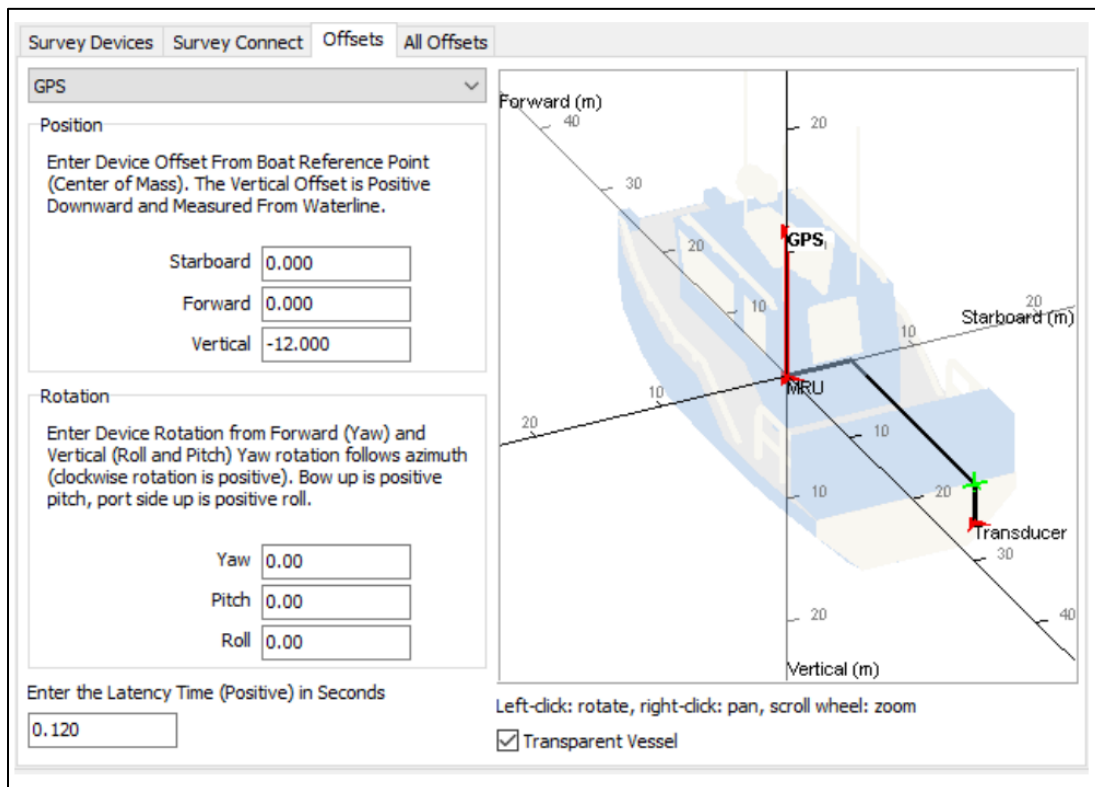 Survey Devices Survey Connect Offsets All Offsets
GPS
Position
Enter Device Offset From Boat Reference Point
(Center of Mass). The Vertical Offset is Positive
Downward and Measured From Waterline.
Starboard 0.000
Forward 0.000
Vertical -12.000
Rotation
Enter Device Rotation from Forward (Yaw) and
Vertical (Roll and Pitch) Yaw rotation follows azimuth
(clockwise rotation is positive). Bow up is positive
pitch, port side up is positive roll.
Yaw 0.00
Pitch 0.00
Roll 0.00
Enter the Latency Time (Positive) in Seconds
0.120
Forward (m)
40
20
30
GPS
20
10
20
Starboard (m)
10
MRU
10
20
10
20
10
Transducer
30
20
40
Vertical (m)
Left-click: rotate, right-click: pan, scroll wheel: zoom
Transparent Vessel